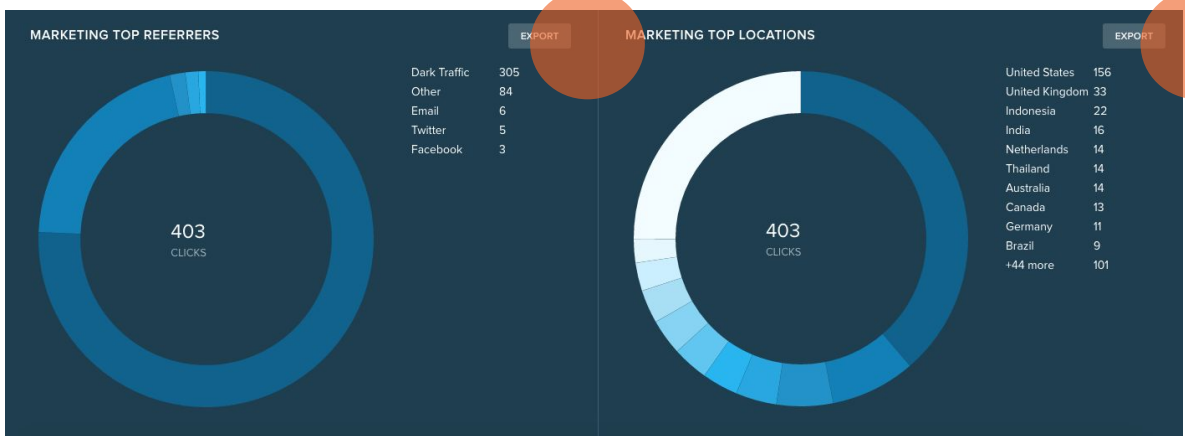 MARKETING TOP REFERRERS
EXPORT
Dark Traffic 305
Other 84
Email 6
Twitter 5
Facebook 3
403
CLICKS
MARKETING TOP LOCATIONS
EXPORT
United States 156
United Kingdom 33
Indonesia 22
India 16
Netherlands 14
Thailand 14
Australia 14
Canada 13
Germany 11
Brazil 9
+44 more 101
403
CLICKS